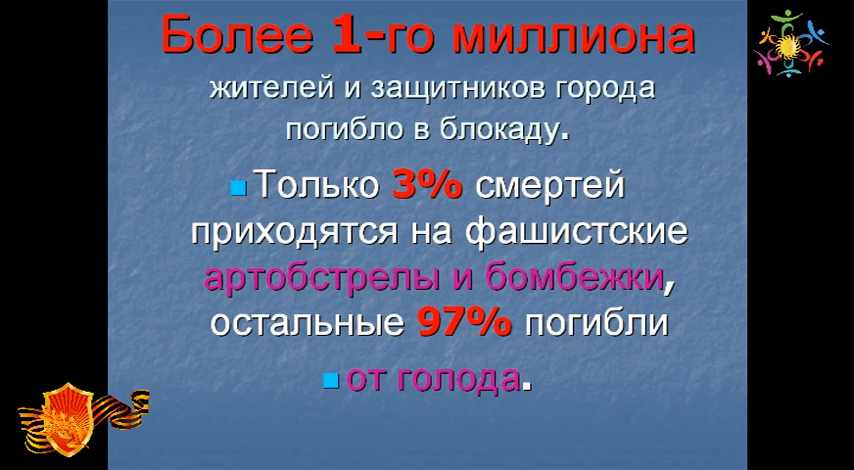 Более 1-го миллиона
жителей и защитников города
погибло в блокаду.
Только 3% смертей
приходятся на фашистские
артобстрелы и бомбежки,
остальные 97% погибли
от голода.